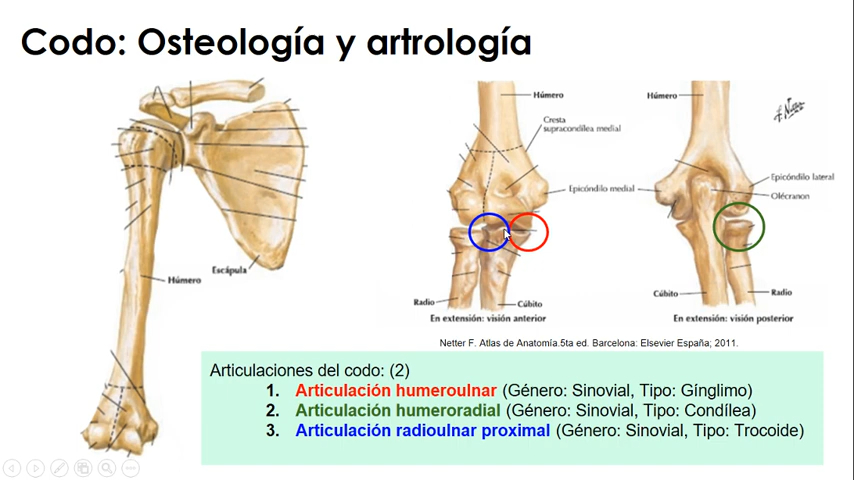 Codo: Osteología y artrología
Húmero
Escápula
Húmero
Cresta
supracondílea medial
Epicóndilo medial
Radio
Cúbito
En extensión: visión anterior
Húmero
Epicóndilo lateral
Olécranon
Cúbito
Radio
En extensión: visión posterior
Netter F. Atlas de Anatomía.5ta ed. Barcelona: Elsevier España; 2011.
Articulaciones del codo: (2)
1. Articulación humeroulnar (Género: Sinovial, Tipo: Gínglimo)
2. Articulación humeroradial (Género: Sinovial, Tipo: Condílea)
3. Articulación radioulnar proximal (Género: Sinovial, Tipo: Trocoide)